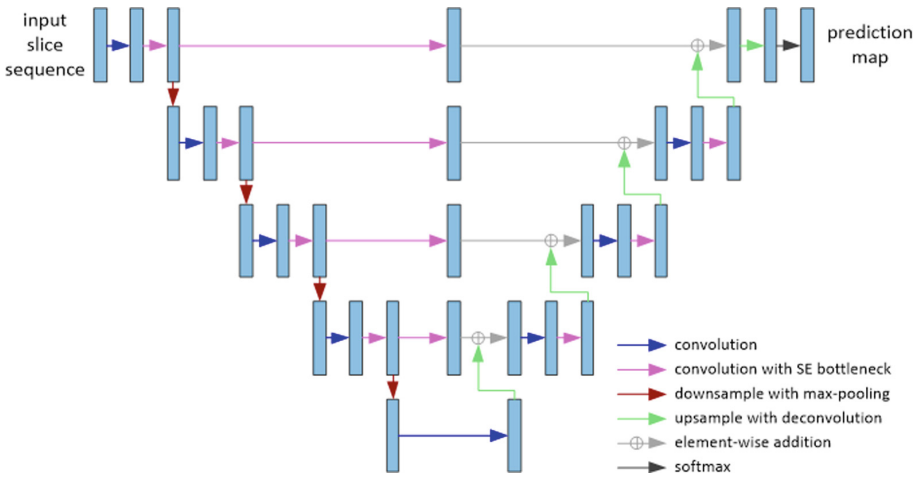 input
slice
sequence
prediction
map
convolution
convolution with SE bottleneck
downsample with max-pooling
upsample with deconvolution
element-wise addition
softmax